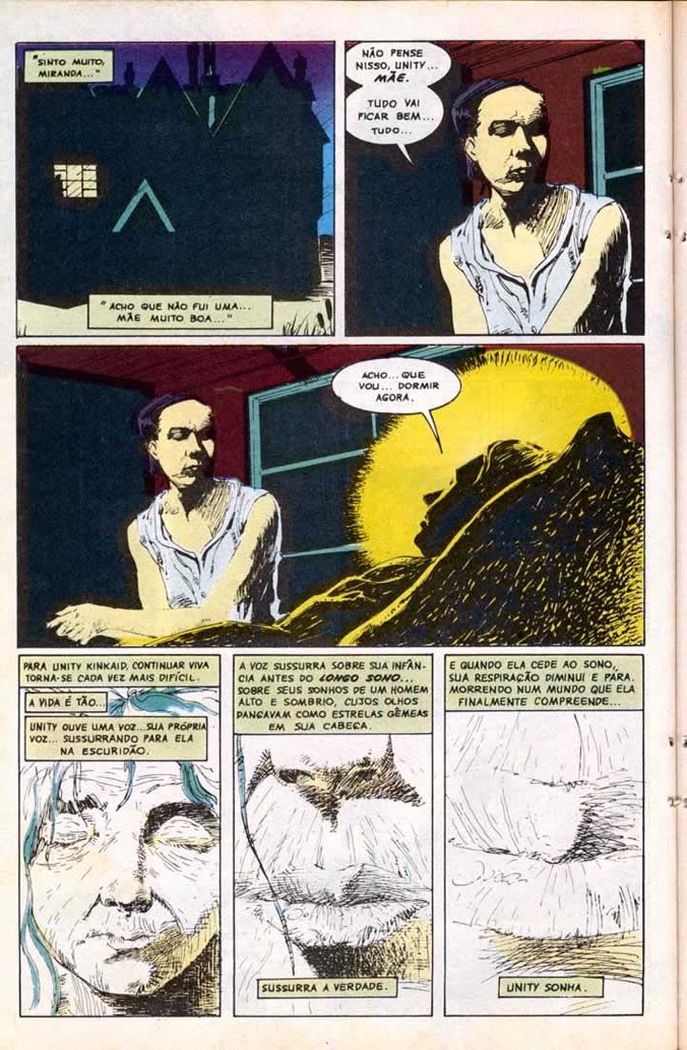 "SINTO MUITO,
MIRANDA..."
"ACHO QUE NÃO FUI UMA...
MÃE MUITO BOA..."
NÃO PENSE
NISSO, UNITY...
MÃE.
TUDO VAI
FICAR BEM...
TUDO...
ACHO... QUE
VOU... DORMIR
AGORA.
PARA UNITY KINKAID, CONTINUAR VIVA
TORNA-SE CADA VEZ MAIS DIFÍCIL.
A VIDA É TÃO...
UNITY OUVE UMA VOZ... SUA PRÓPRIA
VOZ... SUSSURRANDO PARA ELA
NA ESCURIDÃO.
A VOZ SUSSURRA SOBRE SUA INFÂN-
CIA ANTES DO LONGO SONO...
SOBRE SEUS SONHOS DE UM HOMEM
ALTO E SOMBRIO, CUJOS OLHOS
DANÇAVAM COMO ESTRELAS GÊMEAS
EM SUA CABEÇA.
SUSSURRA A VERDADE.
E QUANDO ELA CEDE AO SONO,
SUA RESPIRAÇÃO DIMINUI E PARA.
MORRENDO NUM MUNDO QUE ELA
FINALMENTE COMPREENDE...
UNITY SONHA.